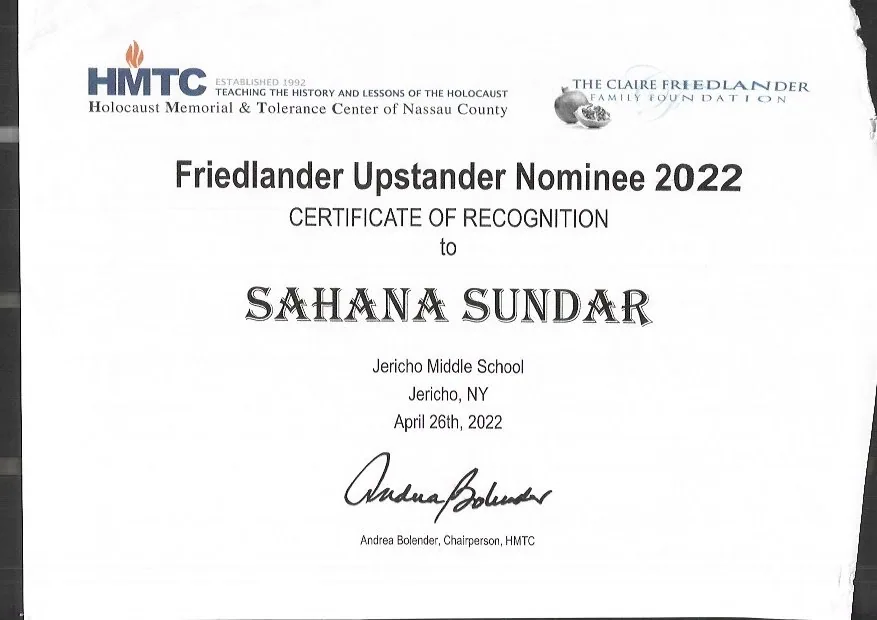 HMTC ESTABLISHED 1992
TEACHING THE HISTORY AND LESSONS OF THE HOLOCAUST
Holocaust Memorial & Tolerance Center of Nassau County
THE CLAIRE FRIEDLANDER
FAMILY FOUNDATION
Friedlander Upstander Nominee 2022
CERTIFICATE OF RECOGNITION
to
SAHANA SUNDAR
Jericho Middle School
Jericho, NY
April 26th, 2022
Andrea Bolender
Andrea Bolender, Chairperson, HMTC